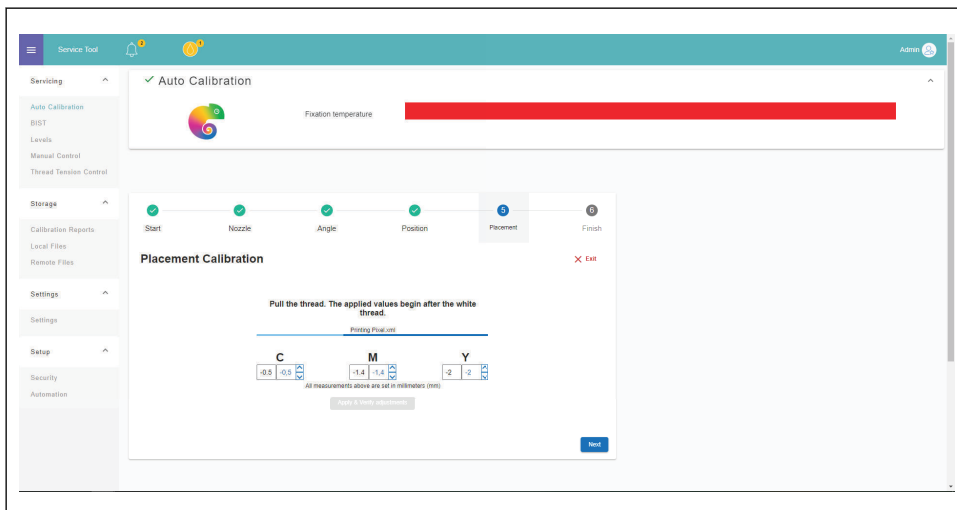 Service Tool
2
1
Admin
Servicing
Auto Calibration
BIST
Levels
Manual Control
Thread Tension Control
Storage
Calibration Reports
Local Files
Remote Files
Settings
Settings
Setup
Security
Automation
Auto Calibration
Fixation temperature
Start
Nozzle
Angle
Position
5
Placement
6
Finish
Placement Calibration
Exit
Pull the thread. The applied values begin after the white
thread.
Printing Pixel.xml
C M Y
-0.5 -0,5 -1.4 -1,4 -2 -2
All measurements above are set in millimeters (mm)
Apply & Verify adjustments
Next